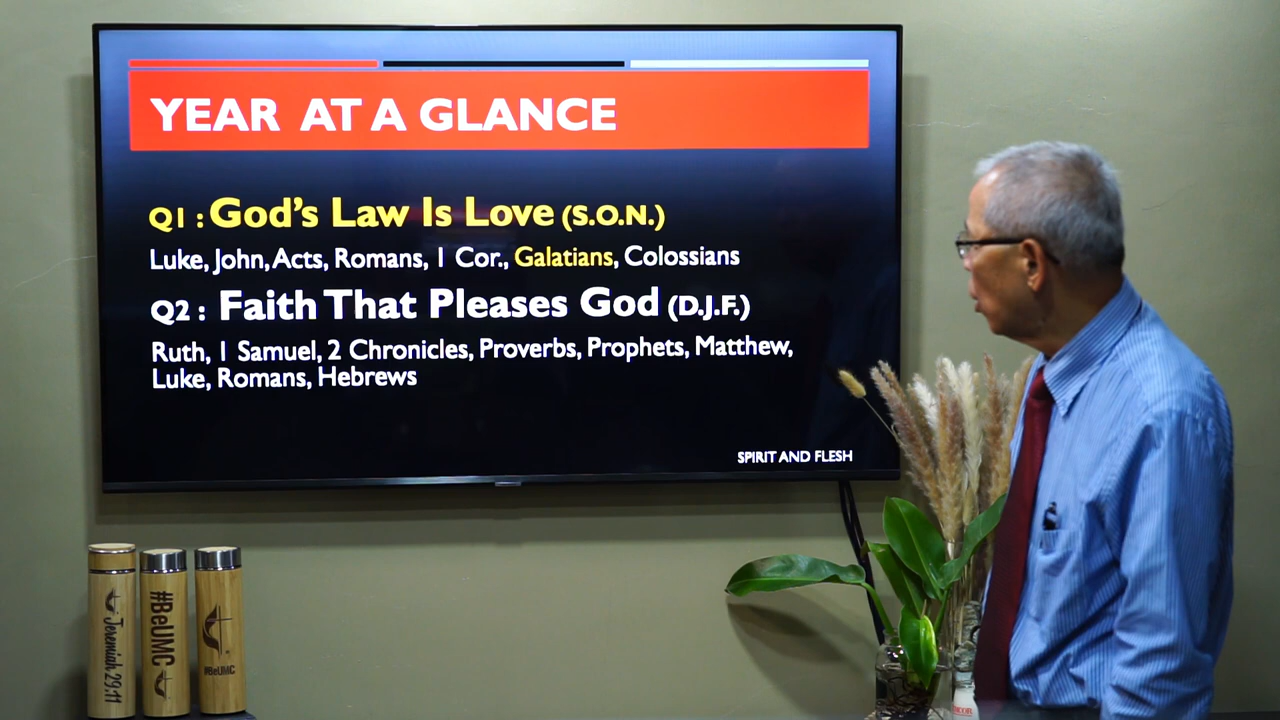 YEAR AT A GLANCE
Q1 : God's Law Is Love (S.O.N.)
Luke, John, Acts, Romans, 1 Cor., Galatians, Colossians
Q2 : Faith That Pleases God (D.J.F.)
Ruth, 1 Samuel, 2 Chronicles, Proverbs, Prophets, Matthew,
Luke, Romans, Hebrews
SPIRIT AND FLESH
Jeremiah 29:11
#BeUMC
#BeUMC